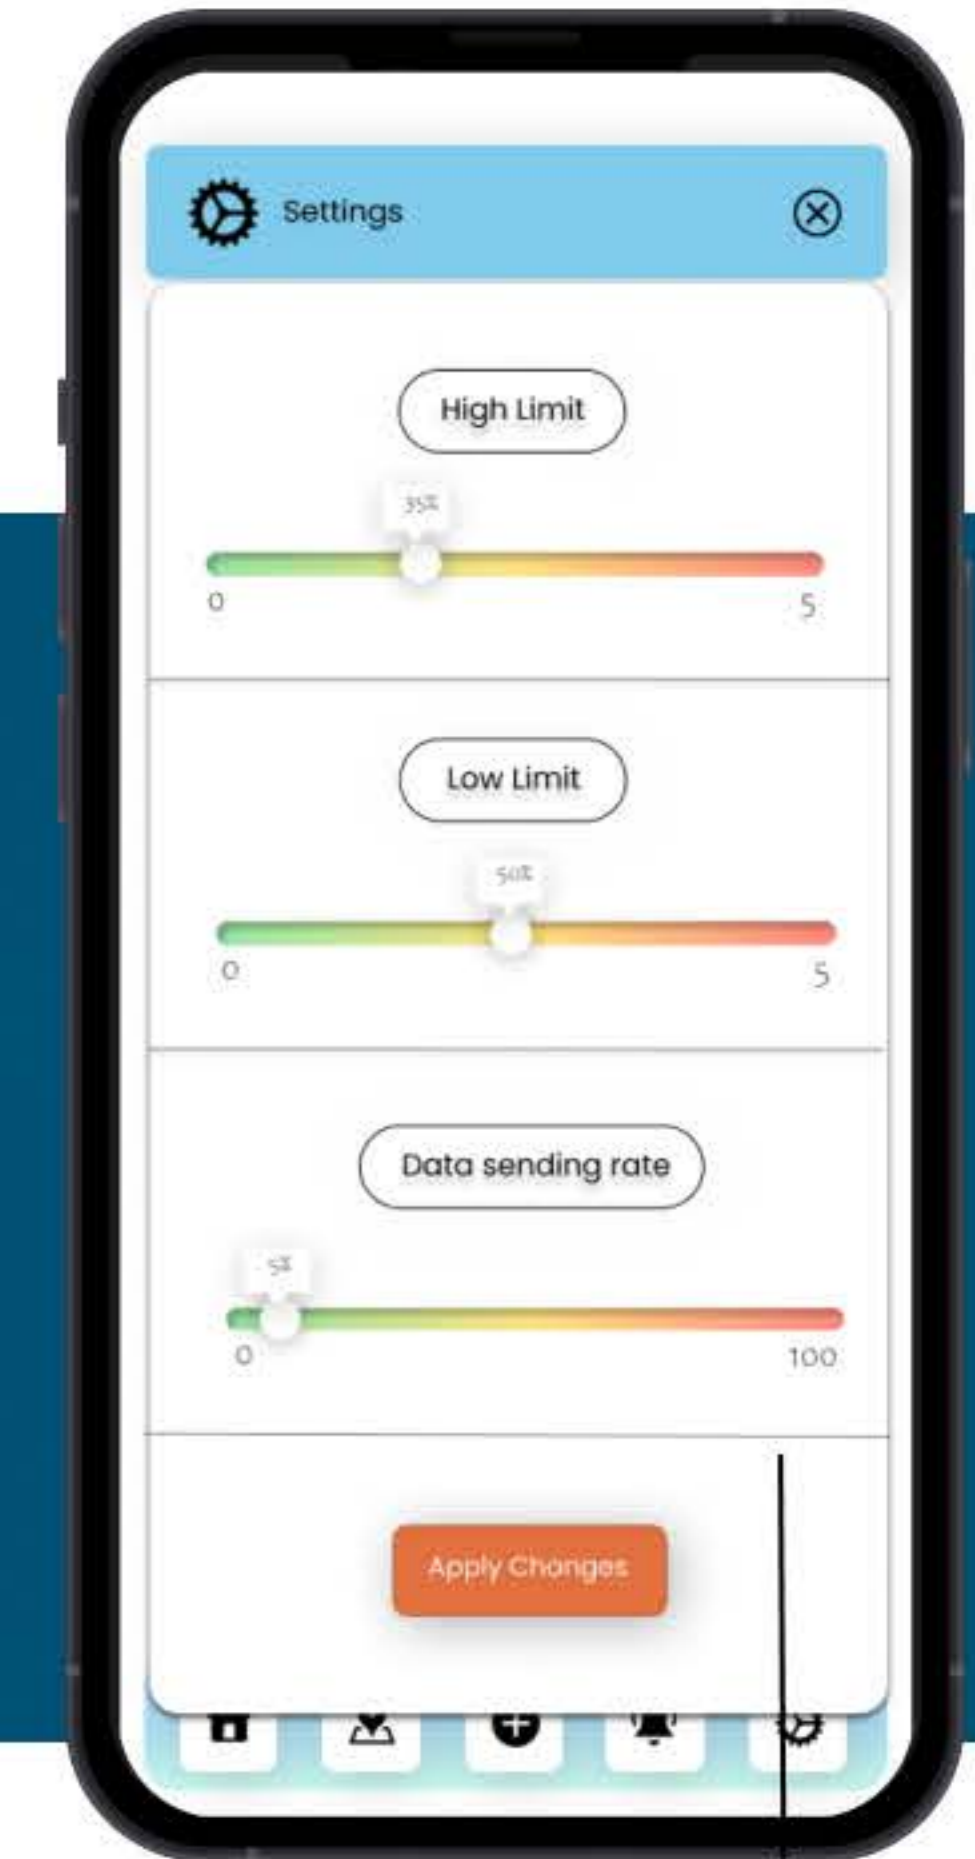 Settings
High Limit
35%
0 5
Low Limit
50%
0 5
Data sending rate
5%
0 100
Apply Changes